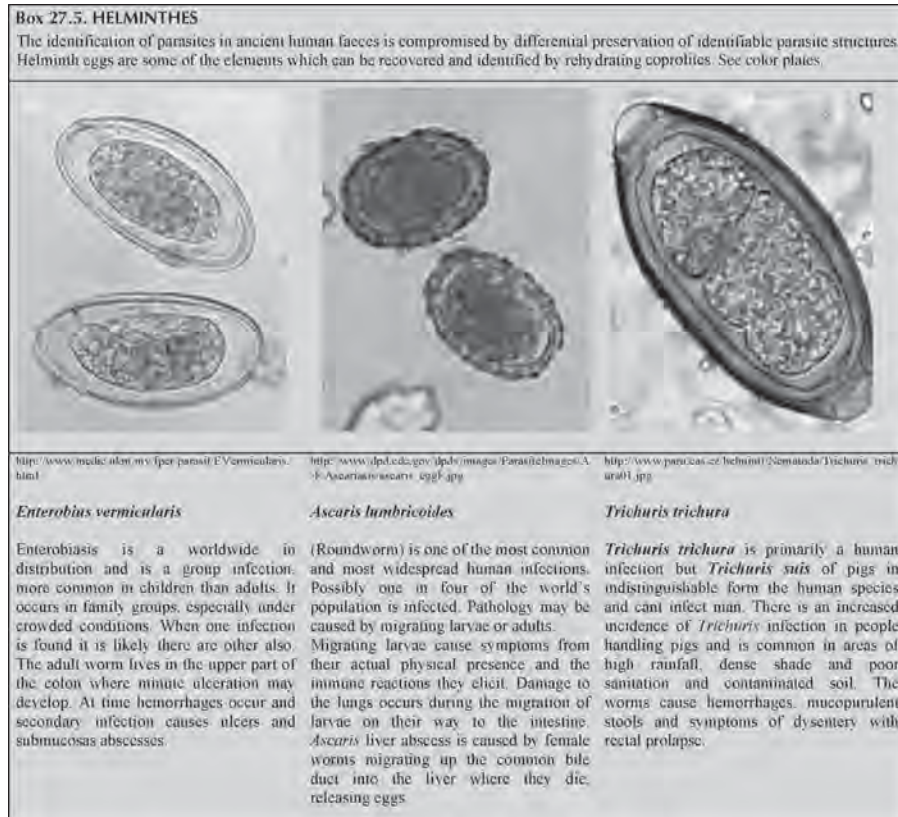 Box 27.5. HELMINTHES
The identification of parasites in ancient human faeces is compromised by differential preservation of identifiable parasite structures
Helminth eggs are some of the elements which can be recovered and identified by rehydrating coprolites. See color plates.
html
Enterobius vermicularis
Enterobiasis is a worldwide in
distribution and is a group infection,
more common in children than adults. It
occurs in family groups, especially under
crowded conditions. When one infection
is found it is likely there are other also.
The adult worm lives in the upper part of
the colon where minute ulceration may
develop. At time hemorrhages occur and
secondary infection causes ulcers and
submucosas abscesses.
Ascaris lumbricoides
(Roundworm) is one of the most common
and most widespread human infections.
Possibly one in four of the world's
population is infected. Pathology may be
caused by migrating larvae or adults.
Migrating larvae cause symptoms from
their actual physical presence and the
immune reactions they elicit. Damage to
the lungs occurs during the migration of
larvae on their way to the intestine.
Ascaris liver abscess is caused by female
worms migrating up the common bile
duct into the liver where they die,
releasing eggs
Trichuris trichura
Trichuris trichura is primarily a human
infection but Trichuris suis of pigs in
indistinguishable form the human species
and cant infect man. There is an increased
incidence of Trichuris infection in people
handling pigs and is common in areas of
high rainfall, dense shade and poor
sanitation and contaminated soil. The
worms cause hemorrhages, mucopurulent
stools and symptoms of dysentery with
rectal prolapse.